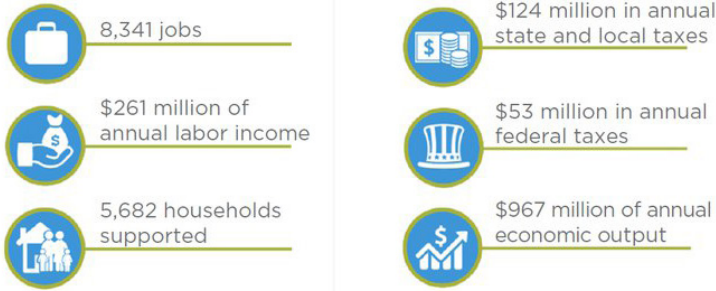 8,341 jobs
$261 million of
annual labor income
5,682 households
supported
$124 million in annual
state and local taxes
$
$53 million in annual
federal taxes
$
$967 million of annual
economic output
$